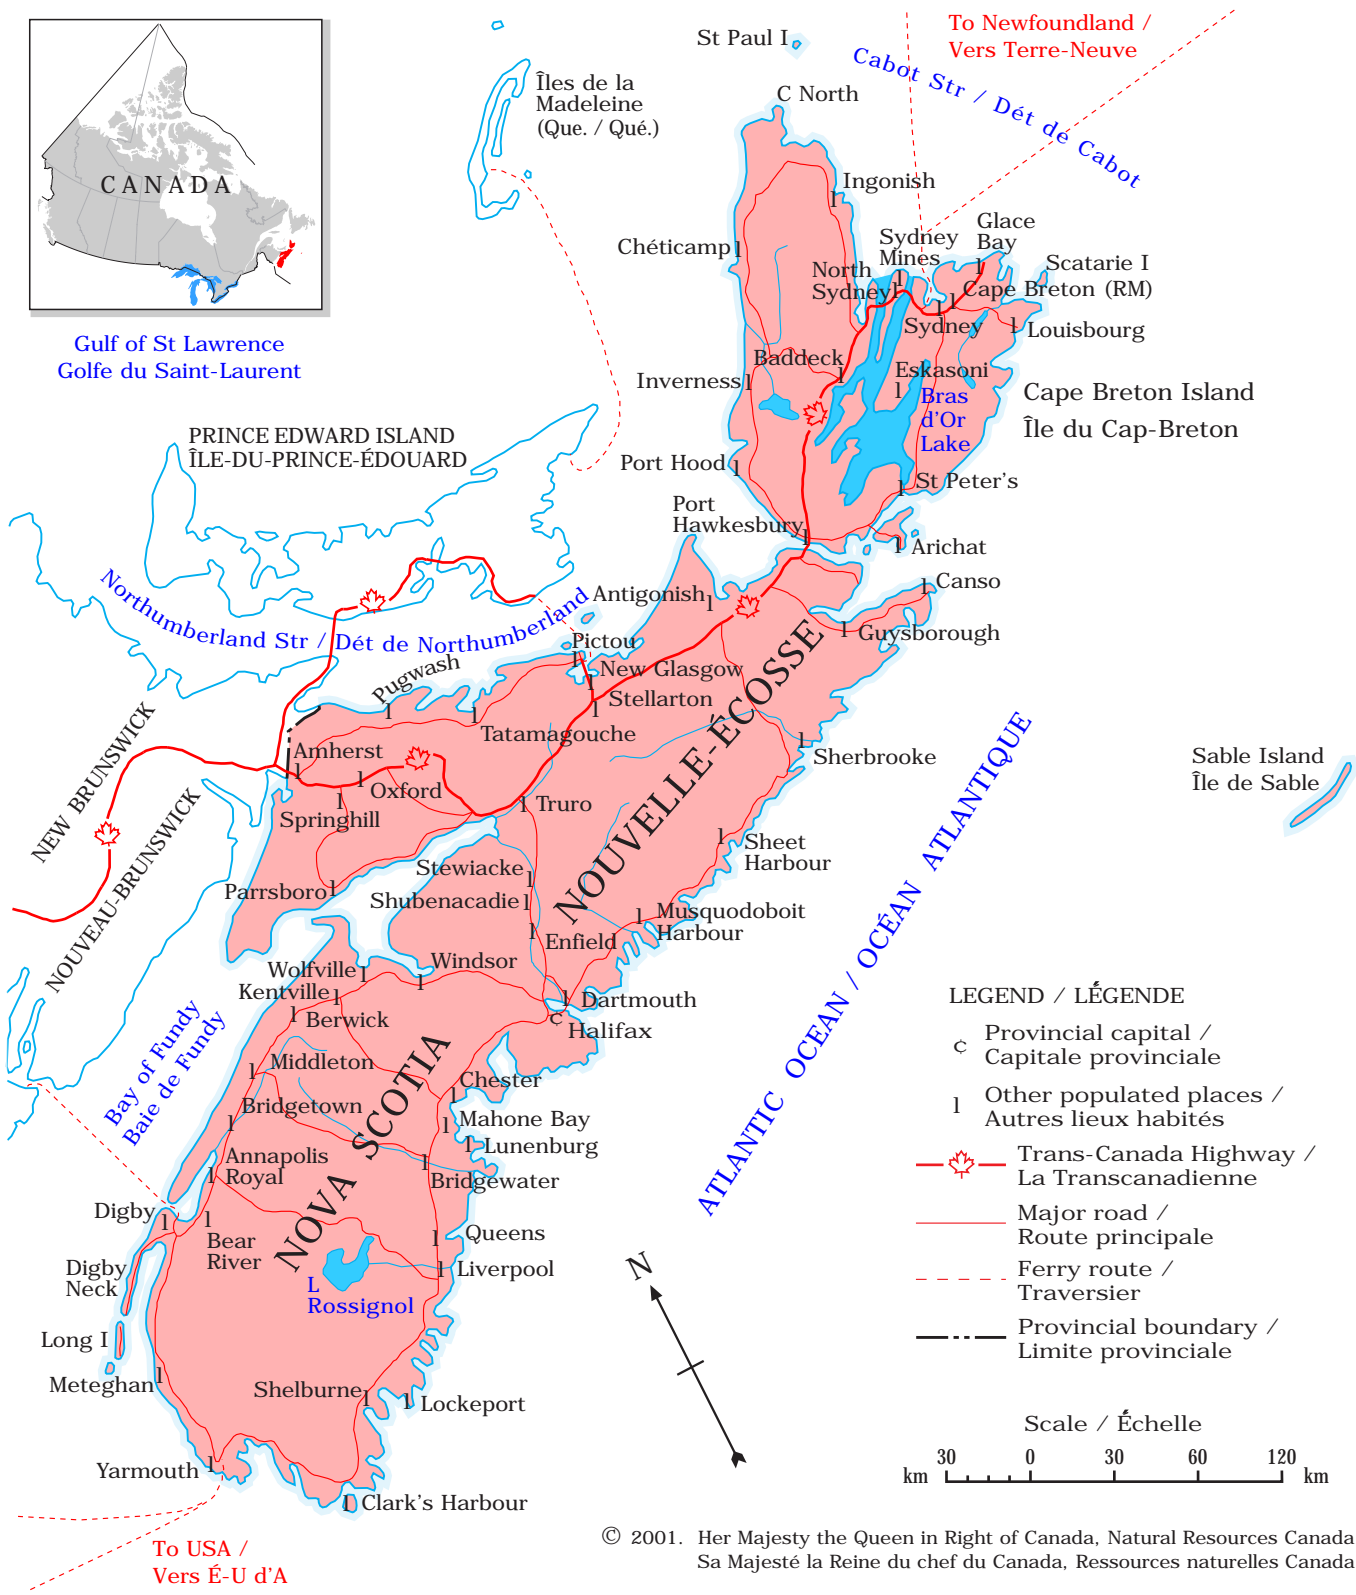 CANADA
Gulf of St Lawrence
Golfe du Saint-Laurent
St Paul I
To Newfoundland /
Vers Terre-Neuve
Cabot Str / Dét de Cabot
Îles de la
Madeleine
(Que. / Qué.)
C North
Ingonish
Chéticamp
Sydney
Mines
Glace
Bay
Scatarie I
North
Sydney
Cape Breton (RM)
Sydney
Louisbourg
Baddeck
Inverness
Eskasoni
Bras
d'Or
Lake
Cape Breton Island
Île du Cap-Breton
PRINCE EDWARD ISLAND
ÎLE-DU-PRINCE-ÉDOUARD
Port Hood
St Peter's
Port
Hawkesbury
Arichat
Canso
Antigonish
Guysborough
Northumberland Str / Dét de Northumberland
Pictou
New Glasgow
Stellarton
Pugwash
Tatamagouche
Amherst
Oxford
Springhill
Truro
Sherbrooke
Sable Island
Île de Sable
NEW BRUNSWICK
NOUVEAU-BRUNSWICK
NOUVELLE-ÉCOSSE
ATLANTIC OCEAN / OCÉAN ATLANTIQUE
Sheet
Harbour
Stewiacke
Parrsboro
Shubenacadie
Musquodoboit
Harbour
Enfield
Windsor
Wolfville
Kentville
Berwick
Dartmouth
Halifax
Bay of Fundy
Baie de Fundy
Middleton
NOVA SCOTIA
Chester
Bridgetown
Mahone Bay
Lunenburg
Annapolis
Royal
Bridgewater
Digby
Bear
River
Queens
Digby
Neck
Liverpool
L
Rossignol
Long I
Meteghan
Shelburne
Lockeport
Yarmouth
Clark's Harbour
To USA /
Vers É-U d'A
N
LEGEND / LÉGENDE
Provincial capital /
Capitale provinciale
Other populated places /
Autres lieux habités
Trans-Canada Highway /
La Transcanadienne
Major road /
Route principale
Ferry route /
Traversier
Provincial boundary /
Limite provinciale
Scale / Échelle
km 30 0 30 60 120 km
© 2001. Her Majesty the Queen in Right of Canada, Natural Resources Canada
Sa Majesté la Reine du chef du Canada, Ressources naturelles Canada